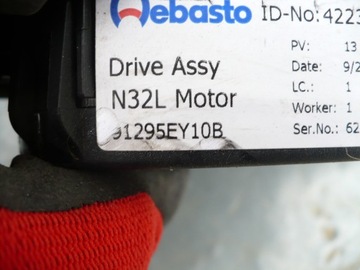 Webasto ID-No: 4223
PV: 13
Drive Assy Date: 9/2
N32L Motor LC.: 1
Worker: 1
91295EY10B Ser.No.: 62